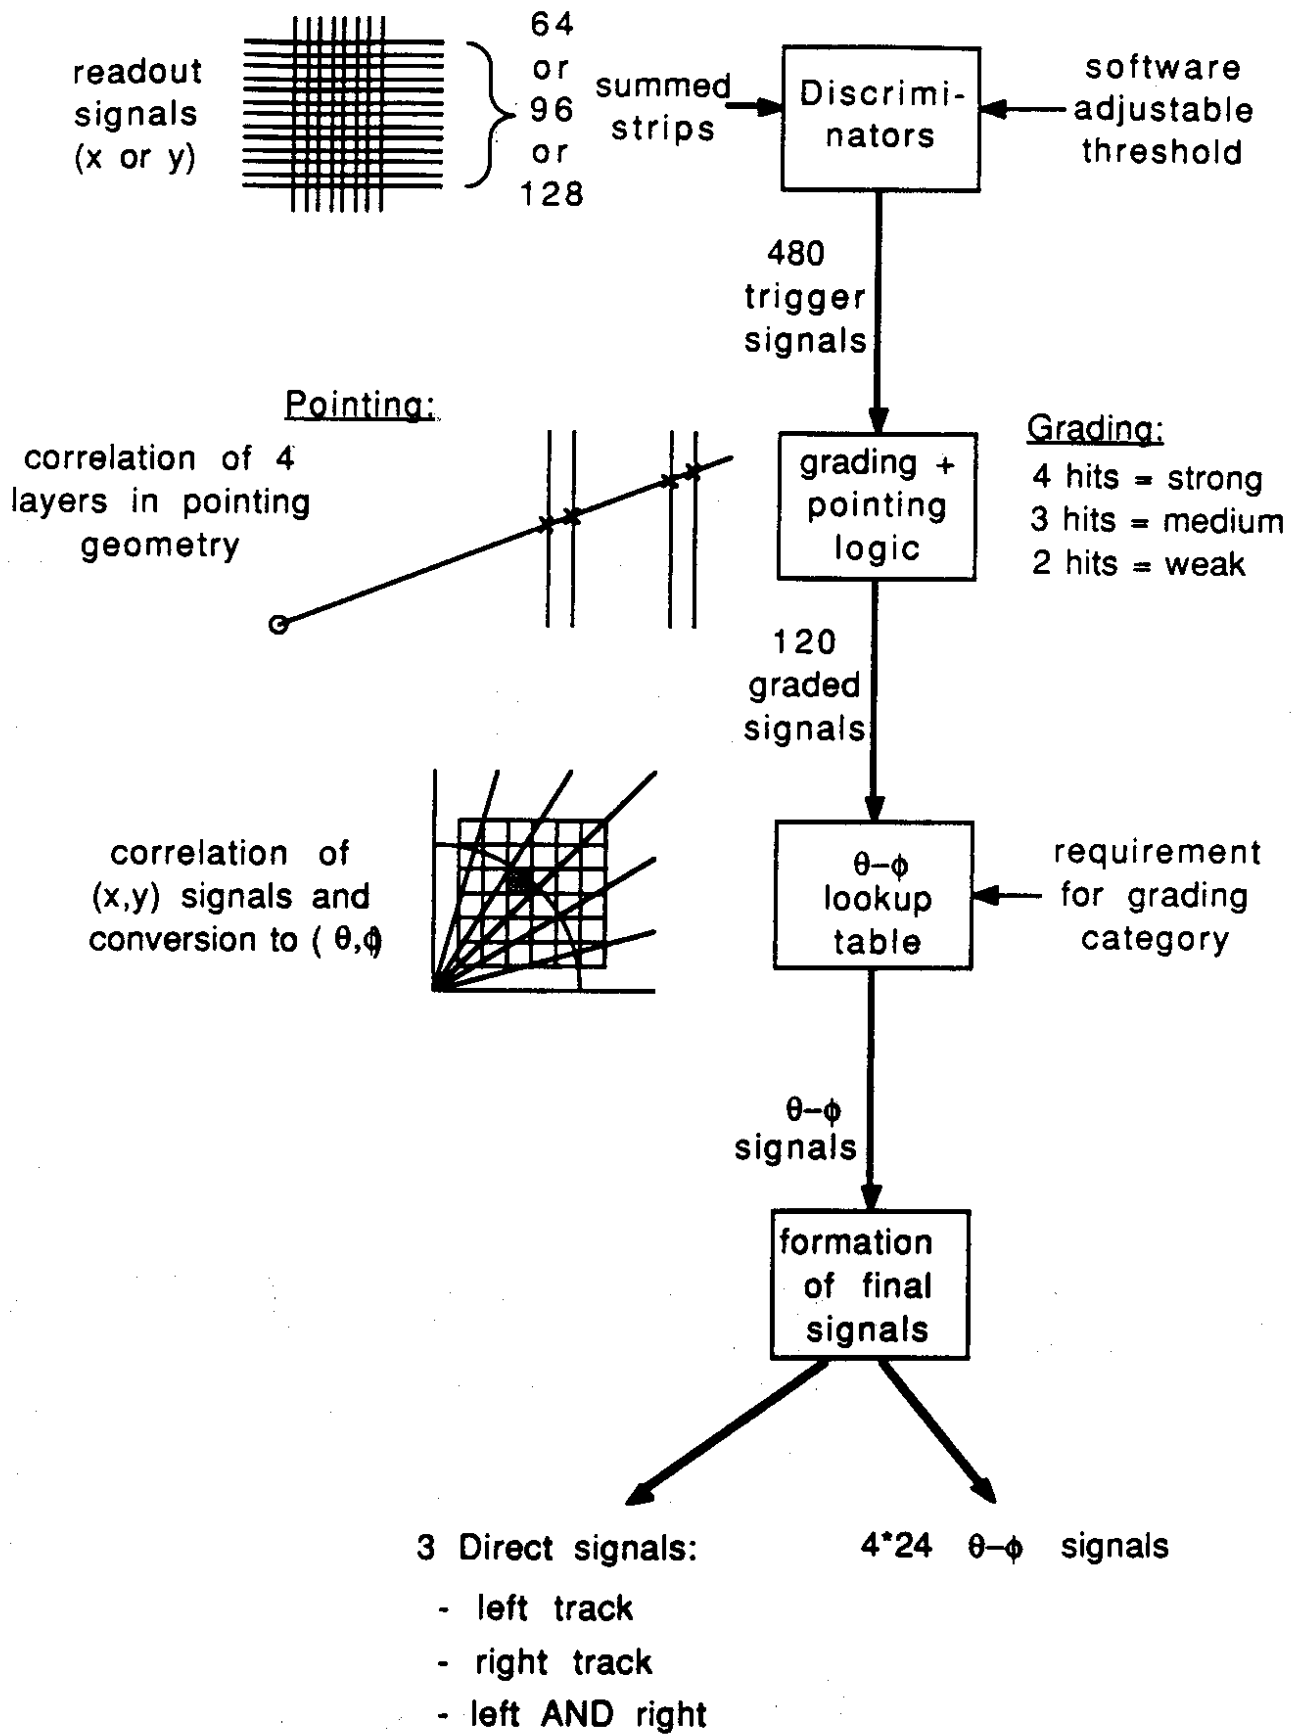 readout
signals
(x or y)
64
or
96
or
128
summed
strips
Discrimi-
nators
software
adjustable
threshold
480
trigger
signals
Pointing:
correlation of 4
layers in pointing
geometry
grading +
pointing
logic
Grading:
4 hits = strong
3 hits = medium
2 hits = weak
120
graded
signals
correlation of
(x,y) signals and
conversion to ( θ,ϕ
θ–ϕ
lookup
table
requirement
for grading
category
θ–ϕ
signals
formation
of final
signals
3 Direct signals:
- left track
- right track
- left AND right
4*24 θ–ϕ signals